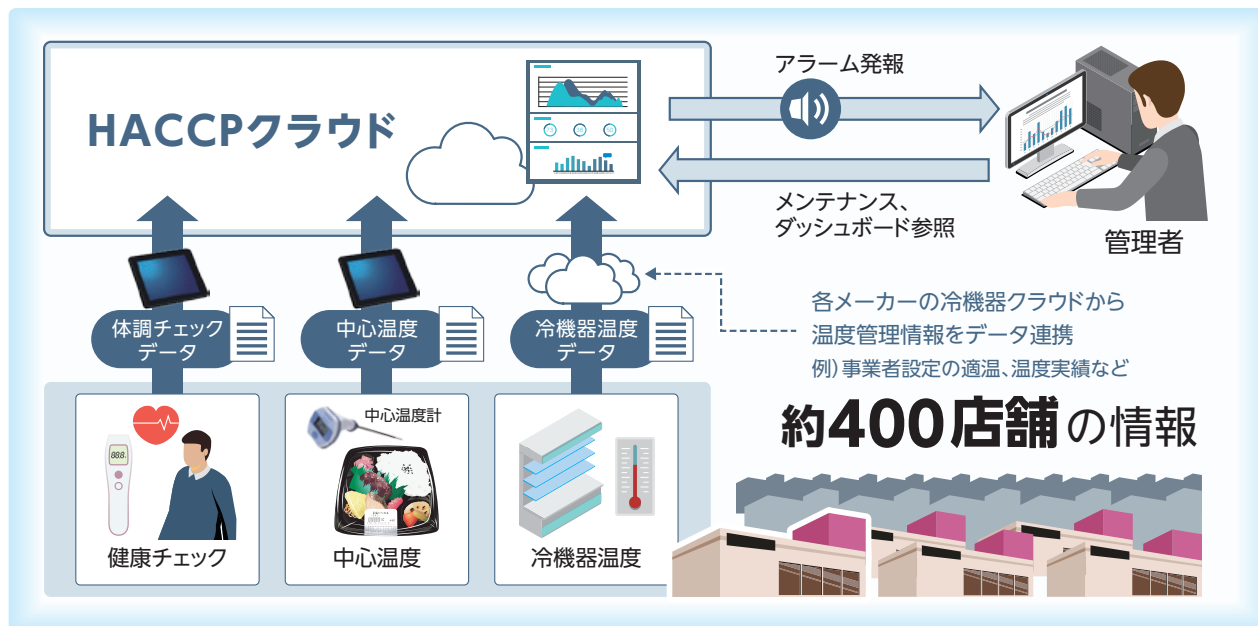 HACCPクラウド
アラーム発報
メンテナンス、
ダッシュボード参照
管理者
体調チェック
データ
中心温度
データ
冷機器温度
データ
各メーカーの冷機器クラウドから
温度管理情報をデータ連携
例）事業者設定の適温、温度実績など
約400店舗の情報
888
健康チェック
中心温度計
中心温度
冷機器温度